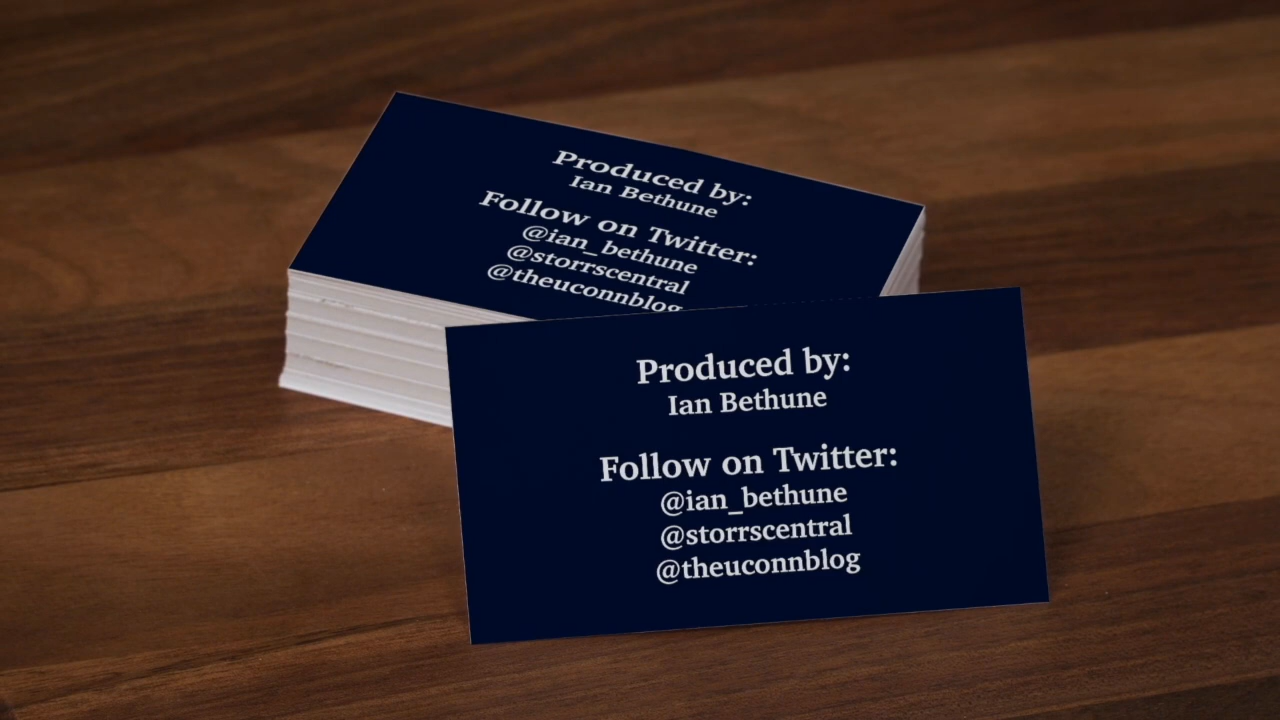 Produced by:
Ian Bethune
Follow on Twitter:
@ian_bethune
@storrscentral
@theuconnblog
Produced by:
Ian Bethune
Follow on Twitter:
@ian_bethune
@storrscentral
@theuconnblog